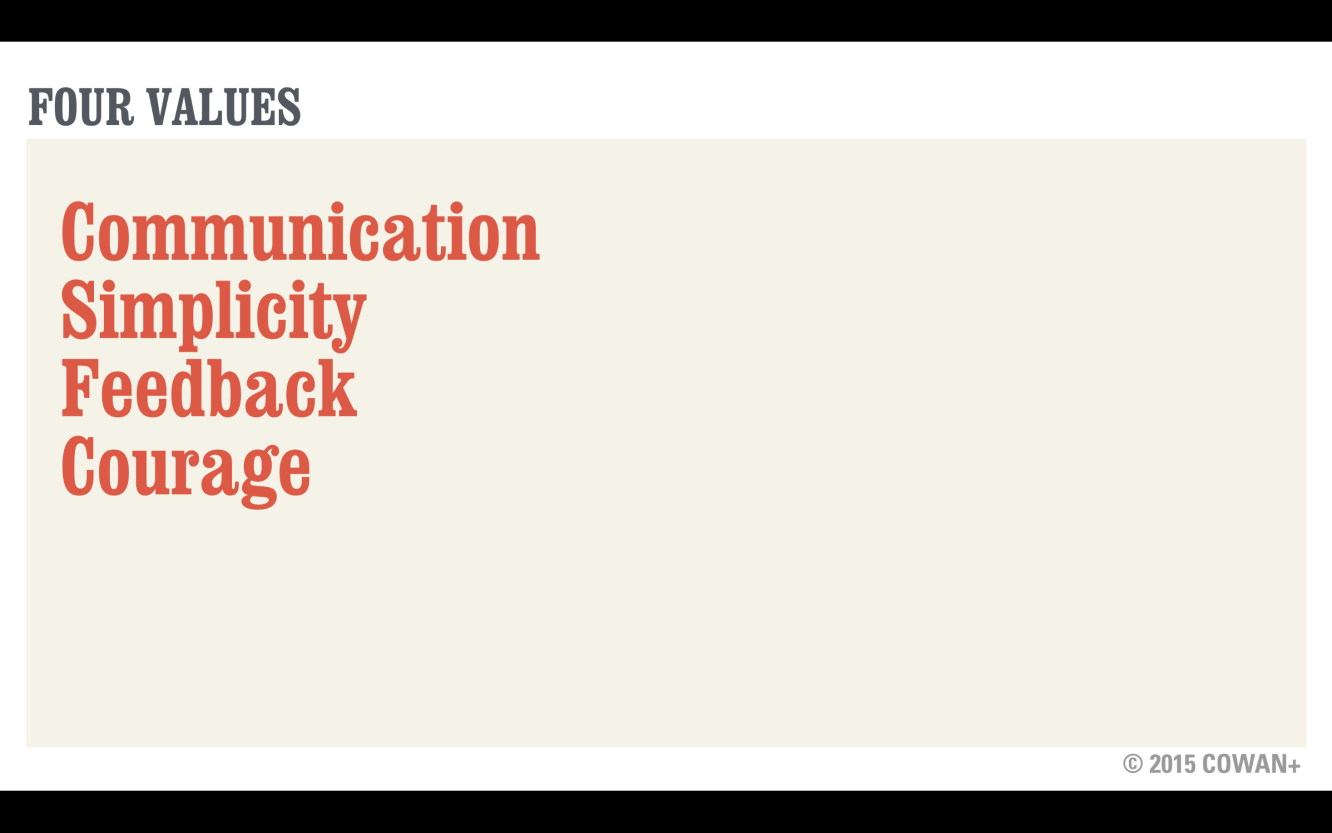 FOUR VALUES
Communication
Simplicity
Feedback
Courage
© 2015 COWAN+